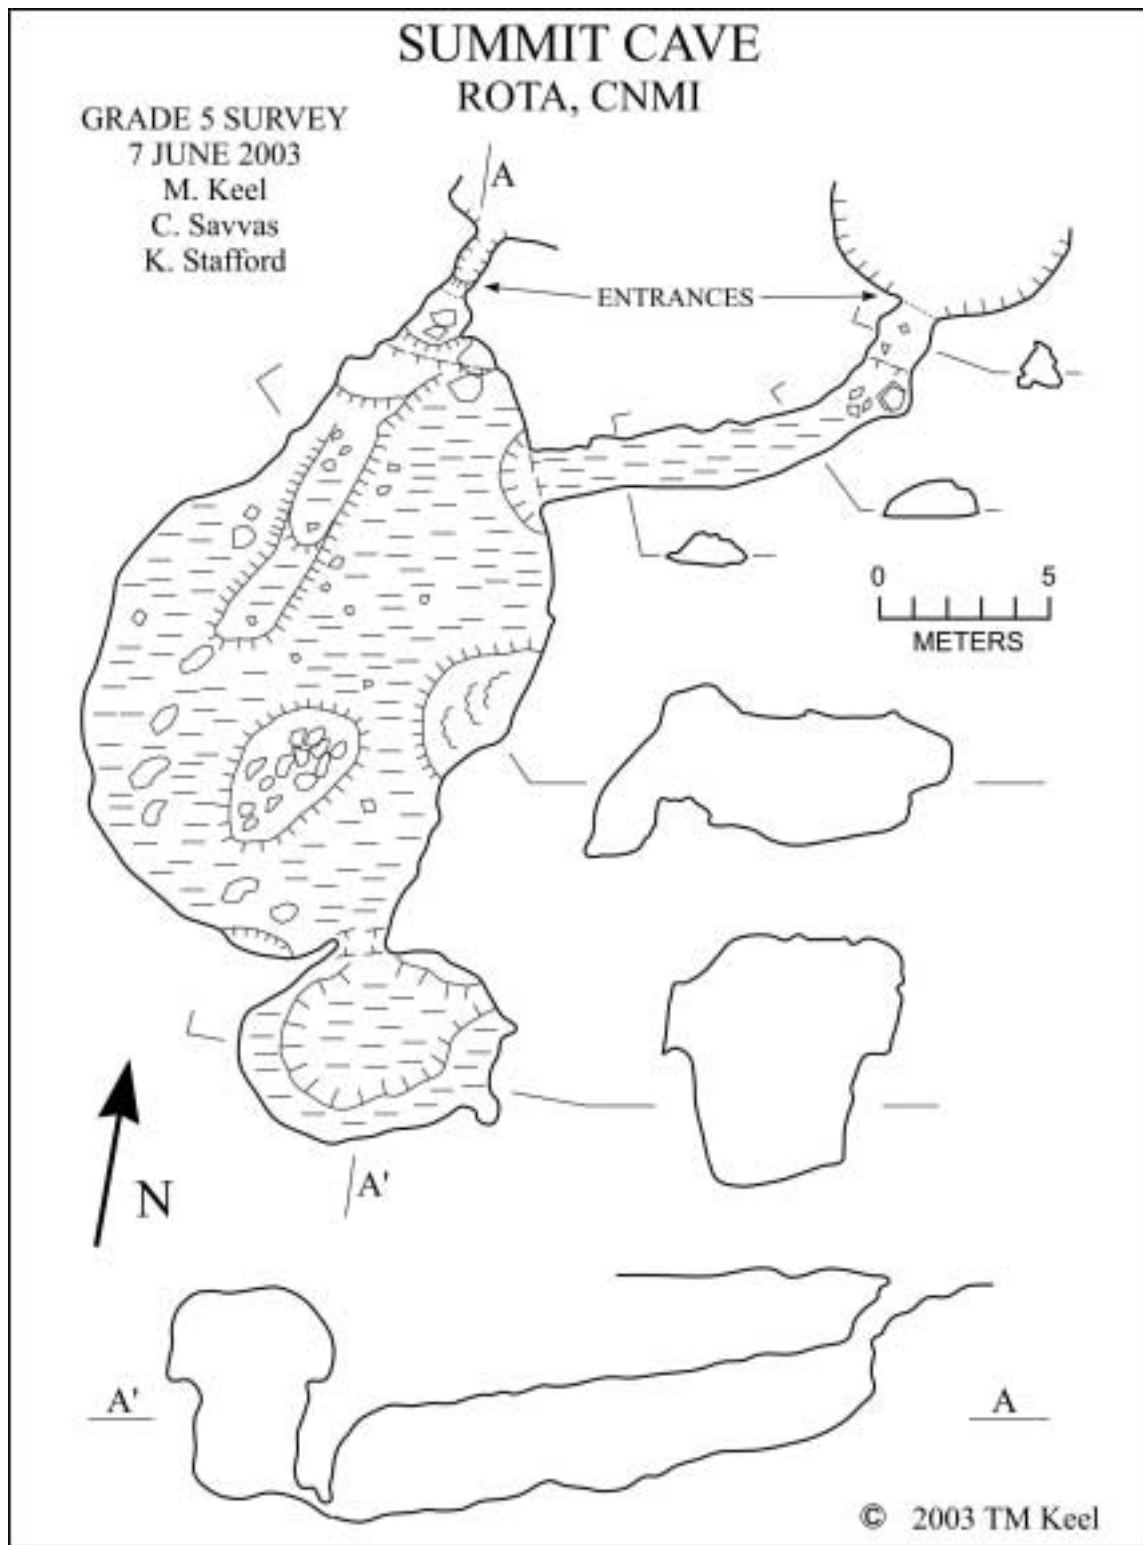 SUMMIT CAVE
ROTA, CNMI
GRADE 5 SURVEY
7 JUNE 2003
M. Keel
C. Savvas
K. Stafford
A
ENTRANCES
0 5
METERS
N
A'
A' A
© 2003 TM Keel